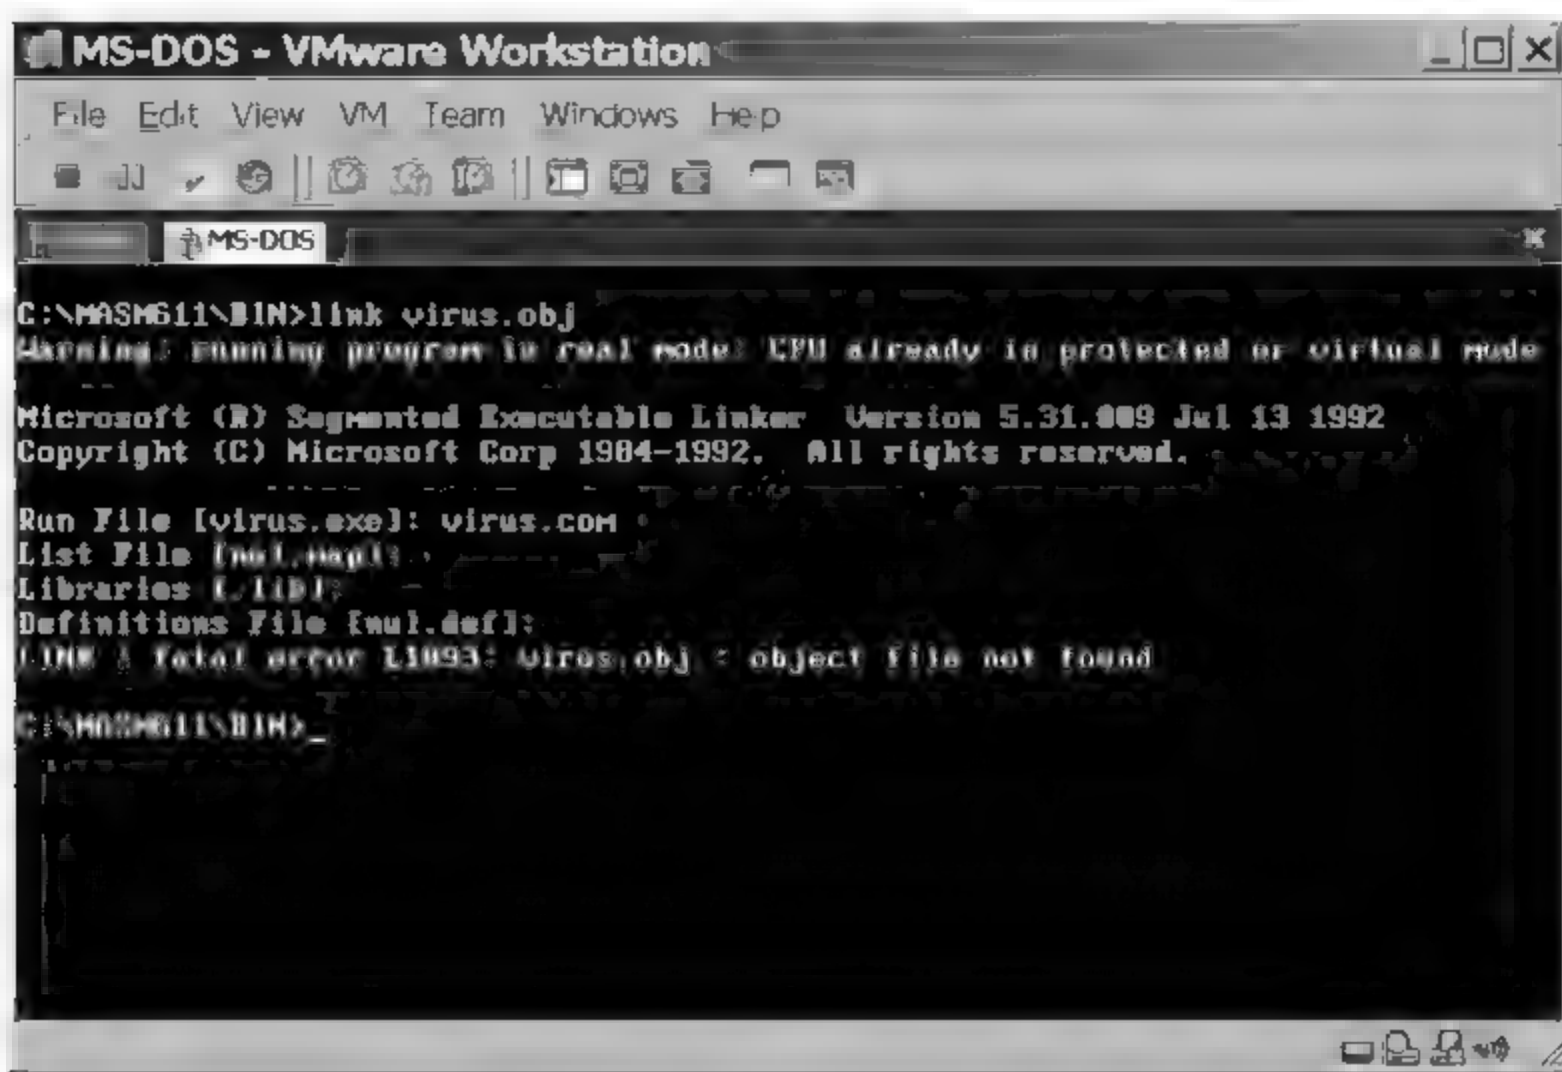 MS-DOS - VMware Workstation
File Edit View VM Team Windows Help
MS-DOS
C:\MASM611\BIN>link virus.obj
Warning: running program in real mode: CPU already in protected or virtual mode
Microsoft (R) Segmented Executable Linker Version 5.31.009 Jul 13 1992
Copyright (C) Microsoft Corp 1984-1992. All rights reserved.
Run File [virus.exe]: virus.com
List File [nul.map]:
Libraries [.lib]:
Definitions File [nul.def]:
LINK : fatal error L1093: virus.obj : object file not found
C:\MASM611\BIN>_